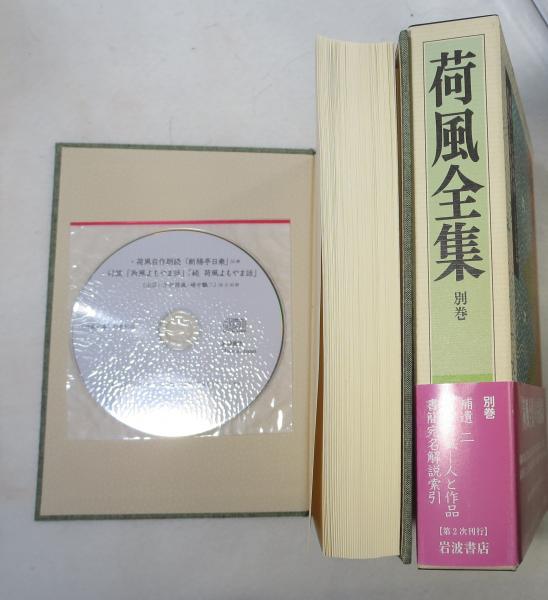 荷風全集
別巻
別巻
補遺二
人と作品
書簡宛名解説索引
【第2次刊行】
岩波書店
・荷風自作朗読「断腸亭日乗」
・対談「荷風よもやま話」「続 荷風よもやま話」